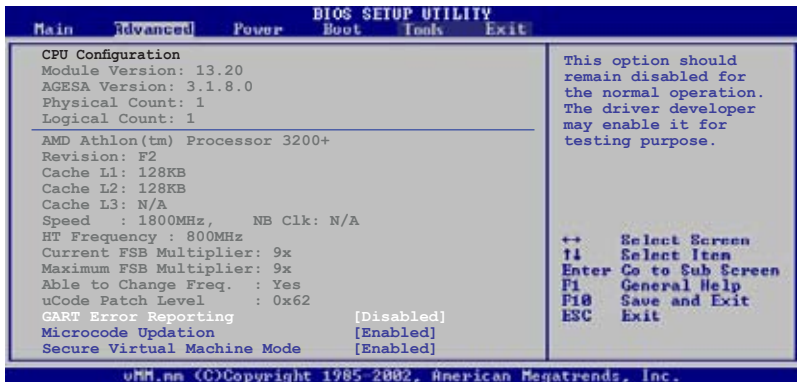 BIOS SETUP UTILITY
Main Advanced Power Boot Tools Exit
CPU Configuration
Module Version: 13.20
AGESA Version: 3.1.8.0
Physical Count: 1
Logical Count: 1
AMD Athlon(tm) Processor 3200+
Revision: F2
Cache L1: 128KB
Cache L2: 128KB
Cache L3: N/A
Speed : 1800MHz, NB Clk: N/A
HT Frequency : 800MHz
Current FSB Multiplier: 9x
Maximum FSB Multiplier: 9x
Able to Change Freq. : Yes
uCode Patch Level : 0x62
GART Error Reporting [Disabled]
Microcode Updation [Enabled]
Secure Virtual Machine Mode [Enabled]
This option should
remain disabled for
the normal operation.
The driver developer
may enable it for
testing purpose.
↔ Select Screen
↑↓ Select Item
Enter Go to Sub Screen
F1 General Help
F10 Save and Exit
ESC Exit
vMM.mm (C)Copyright 1985-2002, American Megatrends, Inc.